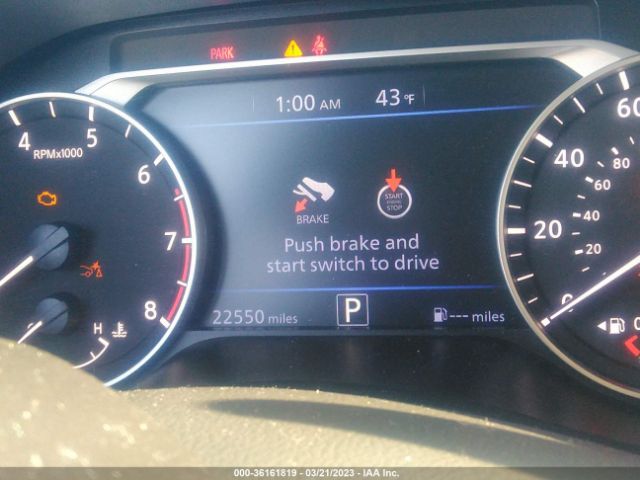 PARK
1:00 AM 43 °F
4 5 6 7 8
RPMx1000
BRAKE
START
STOP
Push brake and
start switch to drive
22550 miles P --- miles
H
0 20 40 60
20 40 60 80
0
000-36161819 / 03/21/2023 / IAA Inc.